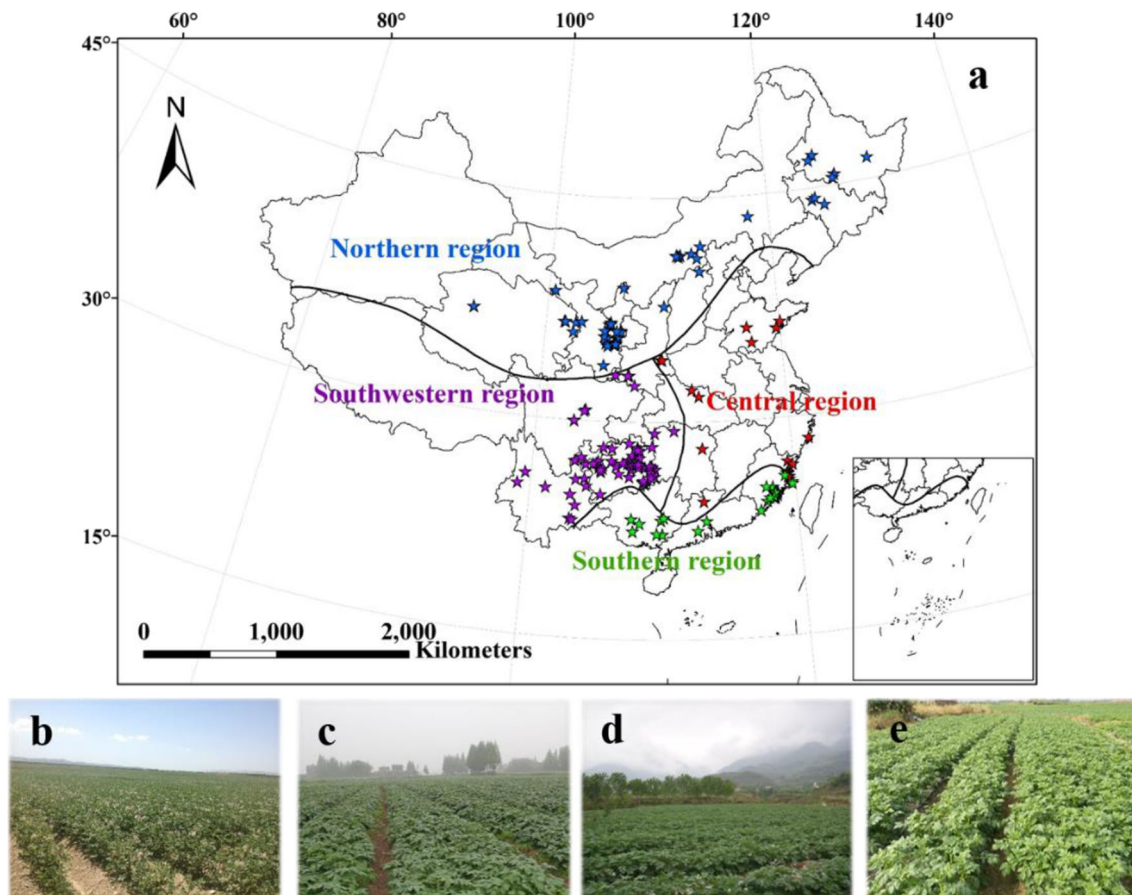 60° 80° 100° 120° 140°
45°
a
N
Northern region
30°
Southwestern region
Central region
15°
Southern region
0 1,000 2,000
Kilometers
b c d e